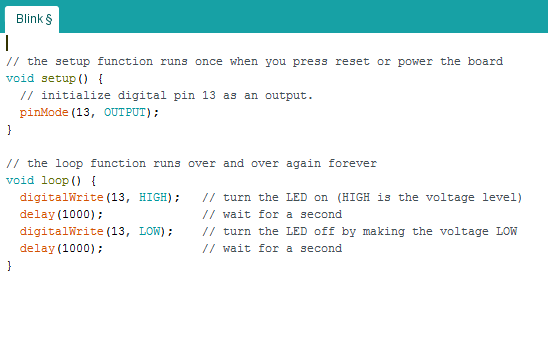 Blink §
// the setup function runs once when you press reset or power the board
void setup() {
  // initialize digital pin 13 as an output.
  pinMode(13, OUTPUT);
}

// the loop function runs over and over again forever
void loop() {
  digitalWrite(13, HIGH);   // turn the LED on (HIGH is the voltage level)
  delay(1000);              // wait for a second
  digitalWrite(13, LOW);    // turn the LED off by making the voltage LOW
  delay(1000);              // wait for a second
}